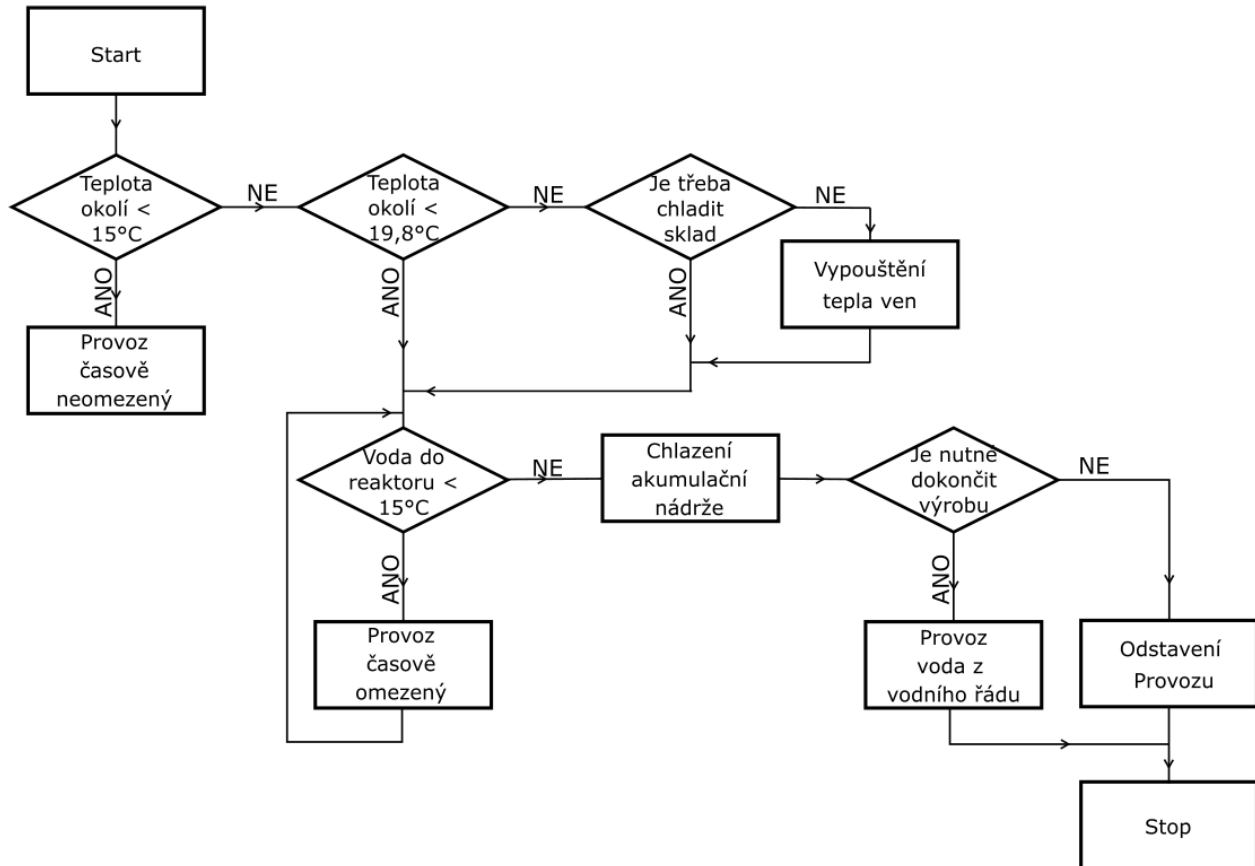 Start
Teplota
okolí <
15°C
NE
Teplota
okolí <
19,8°C
NE
Je třeba
chladit
sklad
NE
ANO
ANO
ANO
Vypouštění
tepla ven
Provoz
časově
neomezený
Voda do
reaktoru <
15°C
NE
Chlazení
akumulační
nádrže
Je nutné
dokončit
výrobu
NE
ANO
ANO
Provoz
časově
omezený
Provoz
voda z
vodního řádu
Odstavení
Provozu
Stop